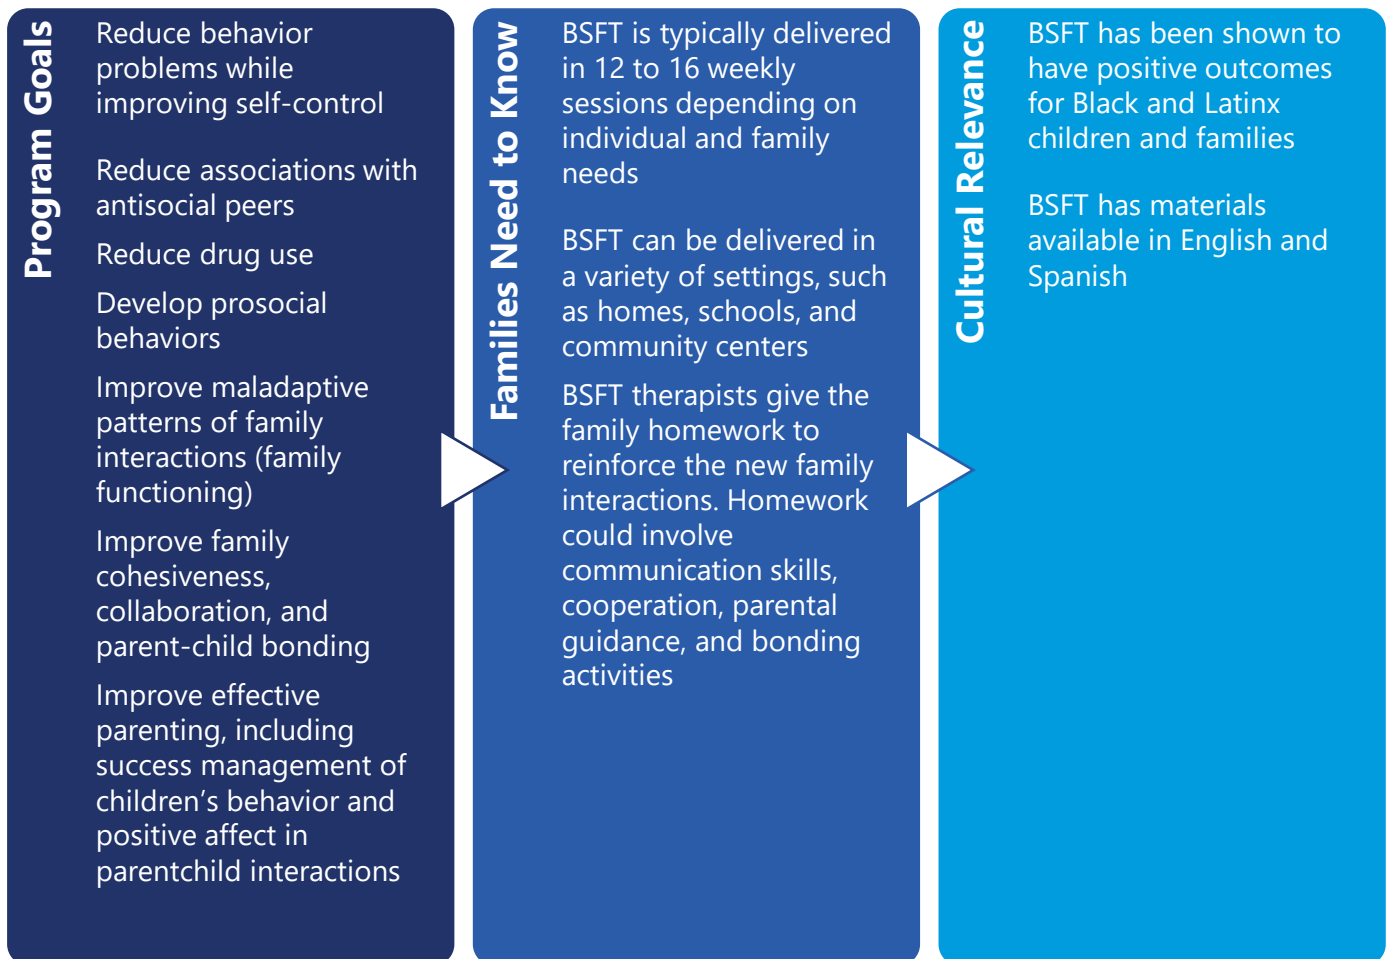 Program Goals
Reduce behavior
problems while
improving self-control
Reduce associations with
antisocial peers
Reduce drug use
Develop prosocial
behaviors
Improve maladaptive
patterns of family
interactions (family
functioning)
Improve family
cohesiveness,
collaboration, and
parent-child bonding
Improve effective
parenting, including
success management of
children’s behavior and
positive affect in
parentchild interactions
Families Need to Know
BSFT is typically delivered
in 12 to 16 weekly
sessions depending on
individual and family
needs
BSFT can be delivered in
a variety of settings, such
as homes, schools, and
community centers
BSFT therapists give the
family homework to
reinforce the new family
interactions. Homework
could involve
communication skills,
cooperation, parental
guidance, and bonding
activities
Cultural Relevance
BSFT has been shown to
have positive outcomes
for Black and Latinx
children and families
BSFT has materials
available in English and
Spanish